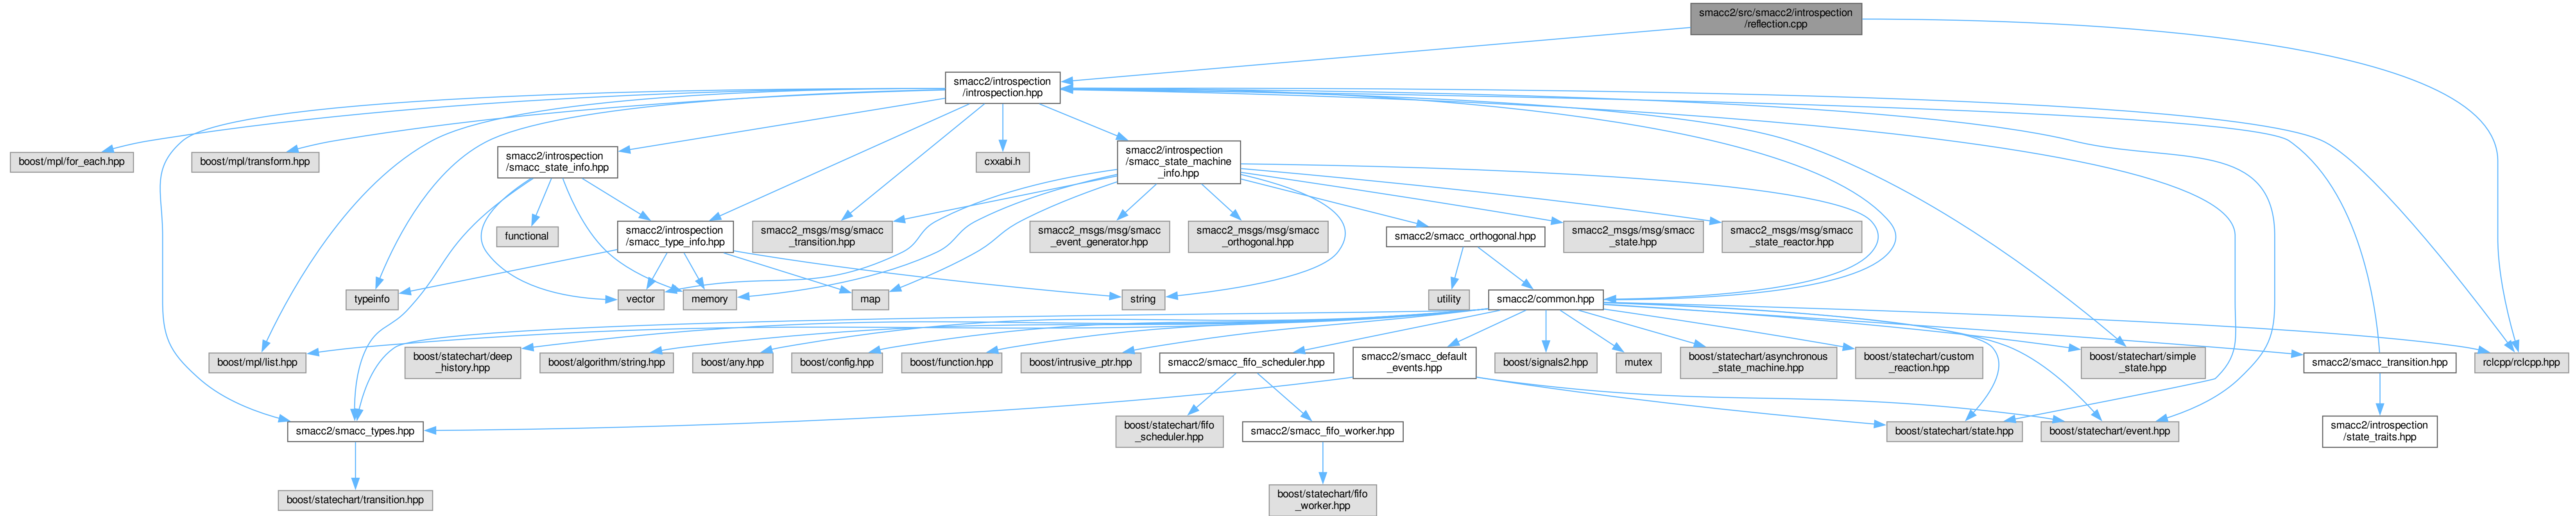 smacc2/src/smacc2/introspection
/reflection.cpp
smacc2/introspection
/introspection.hpp
boost/mpl/for_each.hpp
boost/mpl/transform.hpp
smacc2/introspection
/smacc_state_info.hpp
cxxabi.h
smacc2/introspection
/smacc_state_machine
_info.hpp
functional
smacc2/introspection
/smacc_type_info.hpp
smacc2_msgs/msg/smacc
_transition.hpp
smacc2_msgs/msg/smacc
_event_generator.hpp
smacc2_msgs/msg/smacc
_orthogonal.hpp
smacc2/smacc_orthogonal.hpp
smacc2_msgs/msg/smacc
_state.hpp
smacc2_msgs/msg/smacc
_state_reactor.hpp
typeinfo
vector
memory
map
string
utility
smacc2/common.hpp
boost/mpl/list.hpp
boost/statechart/deep
_history.hpp
boost/algorithm/string.hpp
boost/any.hpp
boost/config.hpp
boost/function.hpp
boost/intrusive_ptr.hpp
smacc2/smacc_fifo_scheduler.hpp
smacc2/smacc_default
_events.hpp
boost/signals2.hpp
mutex
boost/statechart/asynchronous
_state_machine.hpp
boost/statechart/custom
_reaction.hpp
boost/statechart/simple
_state.hpp
smacc2/smacc_transition.hpp
rclcpp/rclcpp.hpp
smacc2/smacc_types.hpp
boost/statechart/fifo
_scheduler.hpp
smacc2/smacc_fifo_worker.hpp
boost/statechart/state.hpp
boost/statechart/event.hpp
smacc2/introspection
/state_traits.hpp
boost/statechart/transition.hpp
boost/statechart/fifo
_worker.hpp